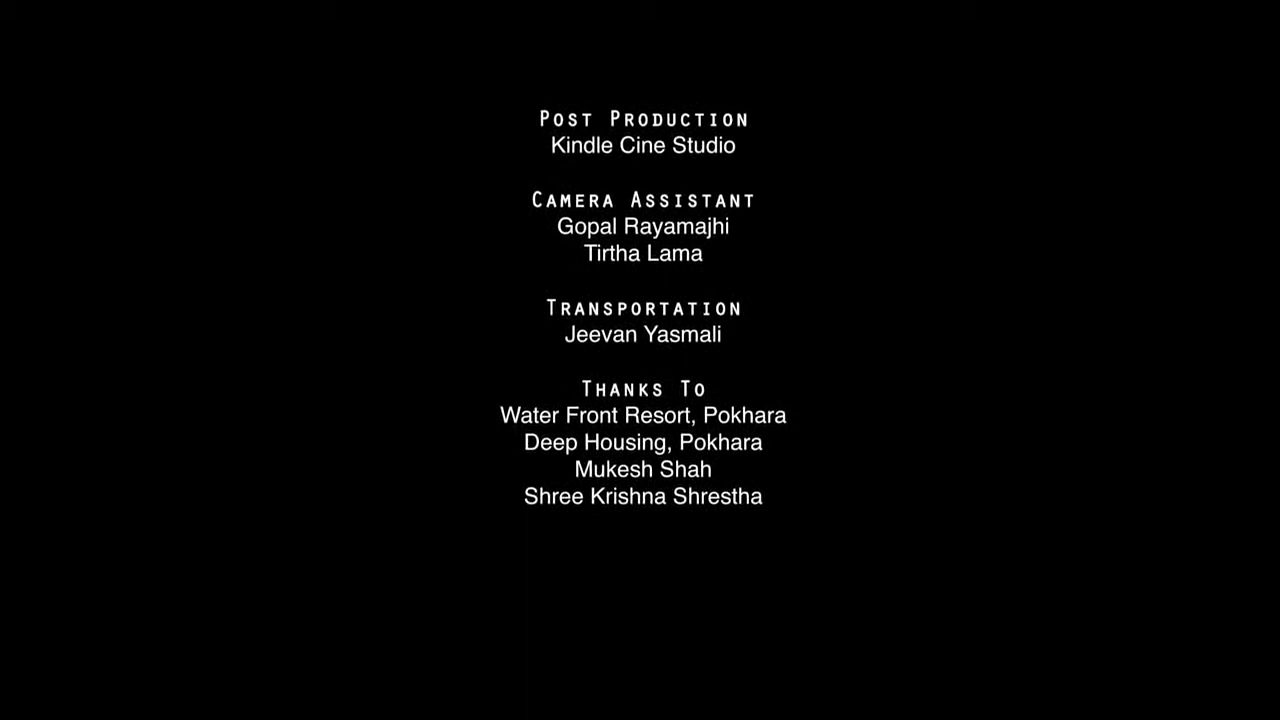 Post Production
Kindle Cine Studio
Camera Assistant
Gopal Rayamajhi
Tirtha Lama
Transportation
Jeevan Yasmali
Thanks To
Water Front Resort, Pokhara
Deep Housing, Pokhara
Mukesh Shah
Shree Krishna Shrestha